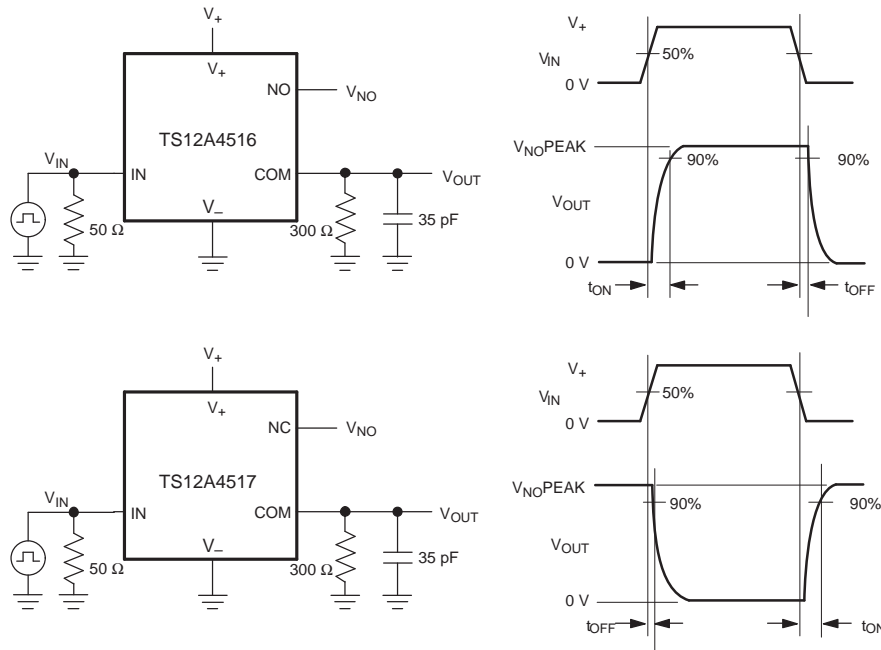 V+
V+
NO
VNO
TS12A4516
VIN
IN
COM
VOUT
V–
50 Ω
300 Ω
35 pF
V+
VIN
50%
0 V
VNOPEAK
90%
90%
VOUT
0 V
tON
tOFF
V+
V+
NC
VNO
TS12A4517
VIN
IN
COM
VOUT
V–
50 Ω
300 Ω
35 pF
V+
VIN
50%
0 V
VNOPEAK
90%
90%
VOUT
0 V
tOFF
tON